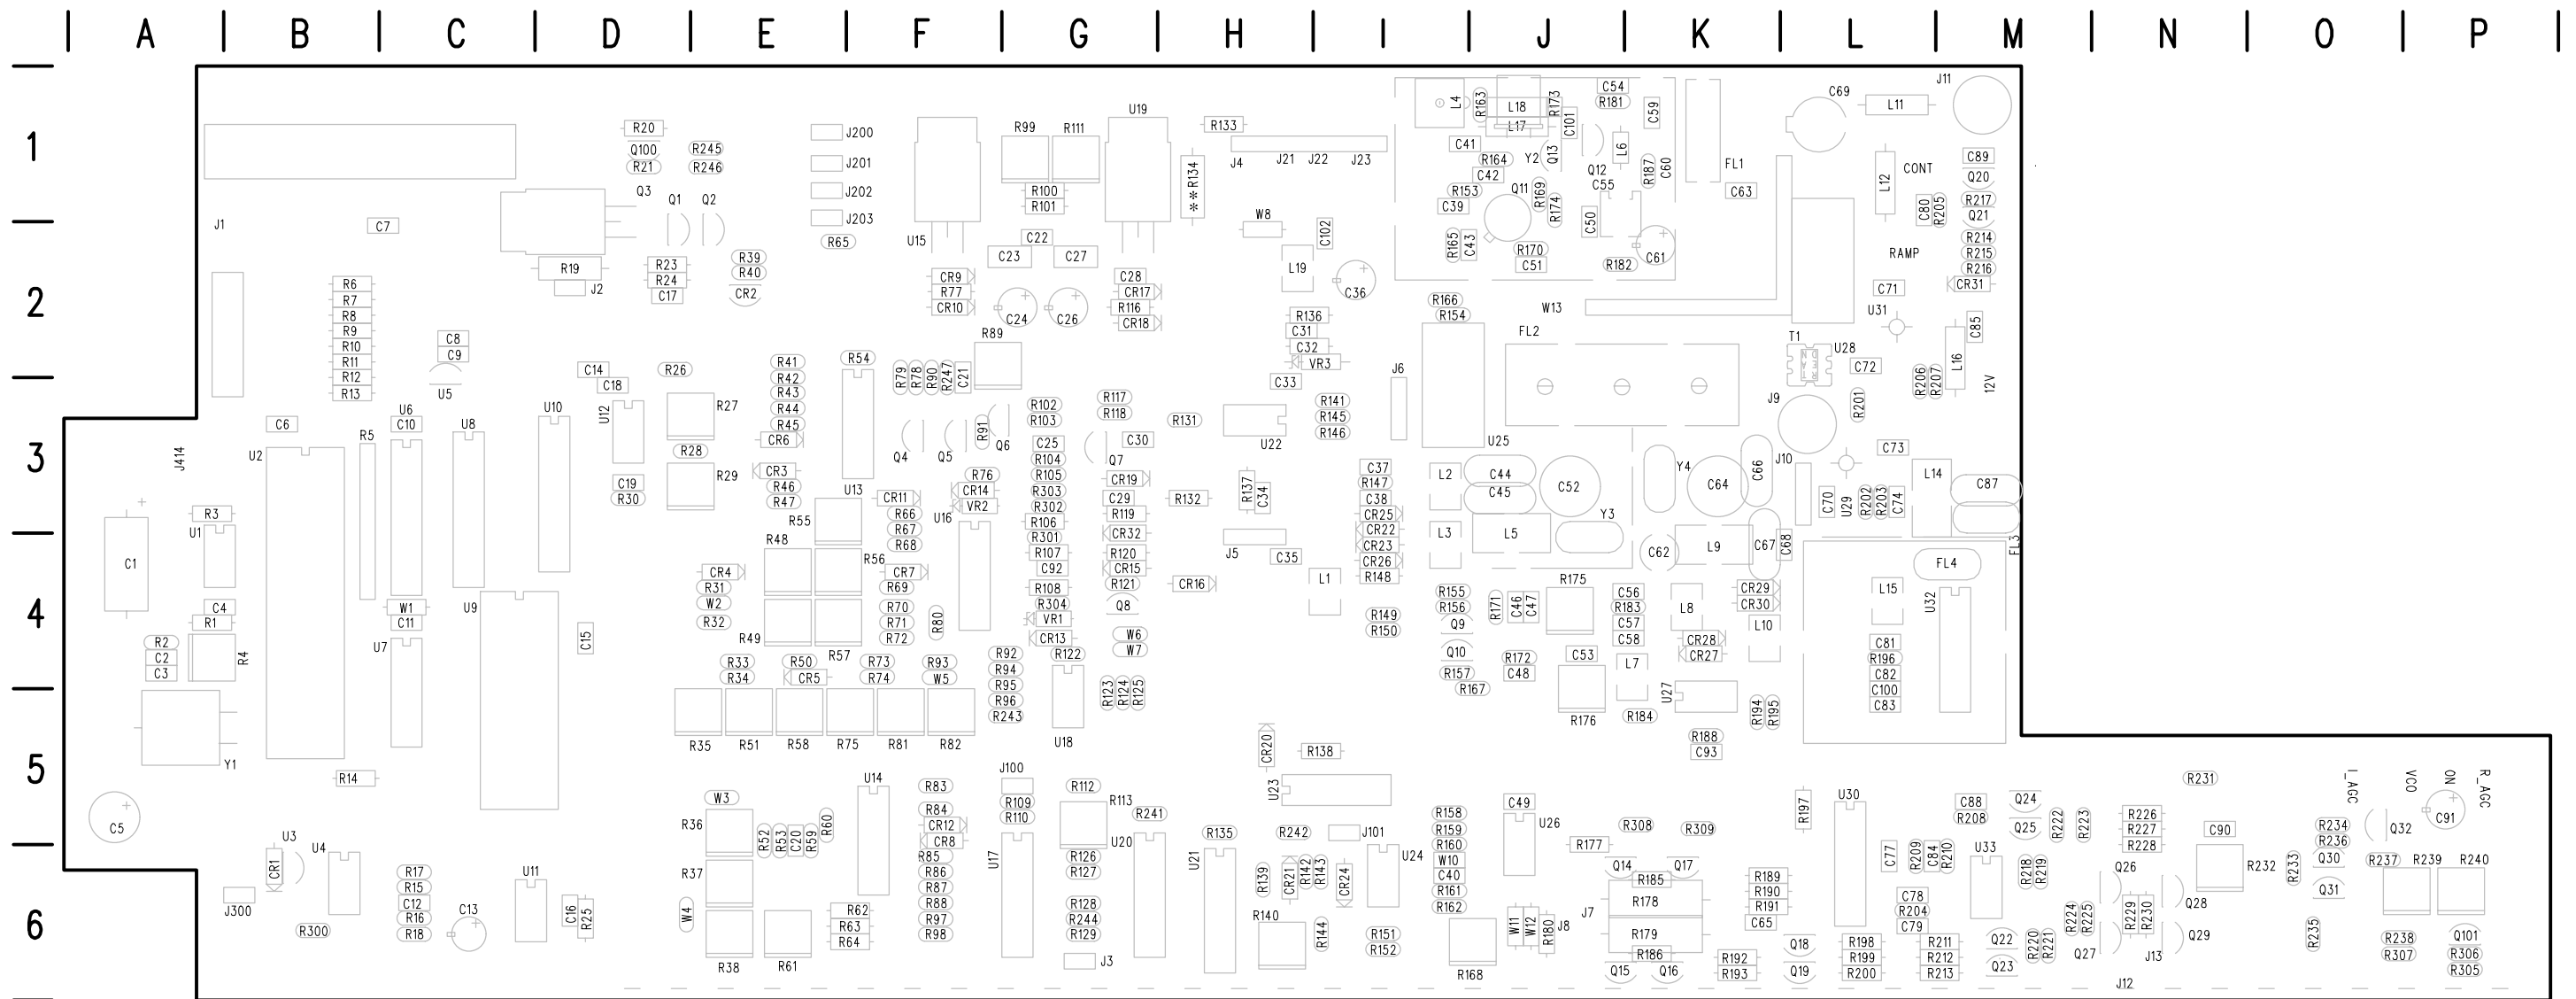 A B C D E F G H I J K L M N O P
1
J11
C69 L11
L4 R163 L18 R173 C54
R181 C59
L17 C101
U19
R20 J200 R99 R111 R133
Q100 R245 C41 Q13 L6
R21 R246 J201 J4 J21 J22 J23 R164 Y2 Q12 R187 C60 FL1 L12 CONT C89
Q3 J202 R100 **R134 C42 R153 Q11 R169 C55 C63 Q20
Q1 Q2 R101 C39 R174 R217
J203 W8 C50 C80 R205 Q21
J1 C7 R65 U15 C22 C102 R165 C43 R214
R39 C23 C27 R170 C61 RAMP R215
R19 R23 R40 L19 C51 R182 R216
2
R6 J2 R24 CR9 C28 C36 CR31
R7 C17 CR2 R77 CR17 R166 C71
R8 CR10 C24 C26 R116 R136 R154 W13 U31
R9 C8 R89 CR18 C31 FL2 C85
R10 C9 C32 T1 U28
R11 C14 R26 R41 R54 VR3 J6 C72 L16
R12 C18 R42 R79 R78 R90 R247 C21 C33 R206 R207 12V
R13 U5 R43 R117 R141 J9 R201
U6 U10 U12 R27 R44 R102 R118 R145
C6 R5 C10 U8 R45 R91 Q6 R103 R131 R146
3
J414 U2 CR6 Q4 Q5 C25 C30 U22 U25 C73
R28 R104 Q7 Y4 J10
R29 CR3 R76 R105 CR19 C37 L2 C44 C66 L14
C19 R46 U13 CR14 R303 R137 C34 R147 C45 C52 C64 C87
R30 R47 CR11 VR2 R302 C29 R132 C38 C70 U29 R202 R203 C74
R3 R55 R66 U16 R106 R119 CR25 Y3
U1 R48 R67 R301 CR32 CR22 L3 L5
R56 R68 R107 R120 J5 CR23 C62 L9 C67 C68 FL3
C1 CR4 CR7 C92 CR15 C35 CR26 FL4
4
R31 R69 R108 R121 CR16 L1 R148 R155 R175 C56 CR29 L15
C4 W1 U9 W2 R70 R304 Q8 R156 R171 C46 C47 R183 L8 CR30 U32
R1 C11 R32 R71 R80 VR1 R149 Q9 C57 L10
R2 U7 C15 R49 R72 CR13 W6 R150 C58 CR28 C81
C2 R4 R33 R50 R57 R73 R93 R92 R122 W7 Q10 R172 C53 L7 CR27 R196
C3 R34 CR5 R74 W5 R94 R157 C48 C82
R95 R123 R124 R125 R167 U27 C100
R96 R194 R195 C83
R243 R184
R35 R51 R58 R75 R81 R82 U18 R176 R188
5
Y1 CR20 R138 C93
R14 U14 J100 R231 I_AGC VCO ON R_AGC
W3 R83 R112 U23 U30
C5 R84 R109 R113 C49 R197 C88 Q24 C91
R36 R60 CR12 R110 R241 R158 U26 R208 R226
R52 R53 C20 R59 CR8 R135 R242 J101 R159 R308 R309 Q25 R222 R223 R227 C90 R234 Q32
U3 U4 U17 U20 R160 R177 R228 R236
CR1 R85 R126 U21 U24 W10 Q14 Q17 C77 R209 C84 R210 U33 Q30 R237 R239 R240
R37 R17 U11 R86 R127 R139 CR21 R142 R143 CR24 C40 R185 R189 R218 R219 Q26 R232 R233
R15 R87 R161 R190 C78 Q31
J300 C12 R88 R128 R162 R178 R191 R204 Q28
6
C13 C16 R25 W4 R62 R97 R244 R140 J7 C65 C79 R224 R225 R229 R230
R300 R16 R63 R98 R129 R144 R151 W11 W12 R180 J8 R179 R235
R18 R64 R152 Q18 R198 R211 Q22 R220 R221 Q27 Q29 R238 Q101
R38 R61 J3 R168 R186 R192 R199 R212 J13 R307 R306
Q15 Q16 R193 Q19 R200 R213 Q23 J12 R305